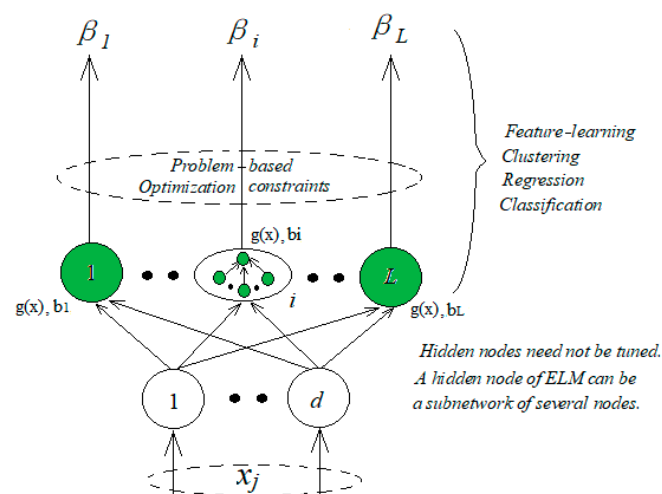 β1 βi βL
Problem-based
Optimization constraints
Feature-learning
Clustering
Regression
Classification
g(x), bi
1 i L
g(x), b1 g(x), bL
Hidden nodes need not be tuned.
A hidden node of ELM can be
a subnetwork of several nodes.
1 d
xj